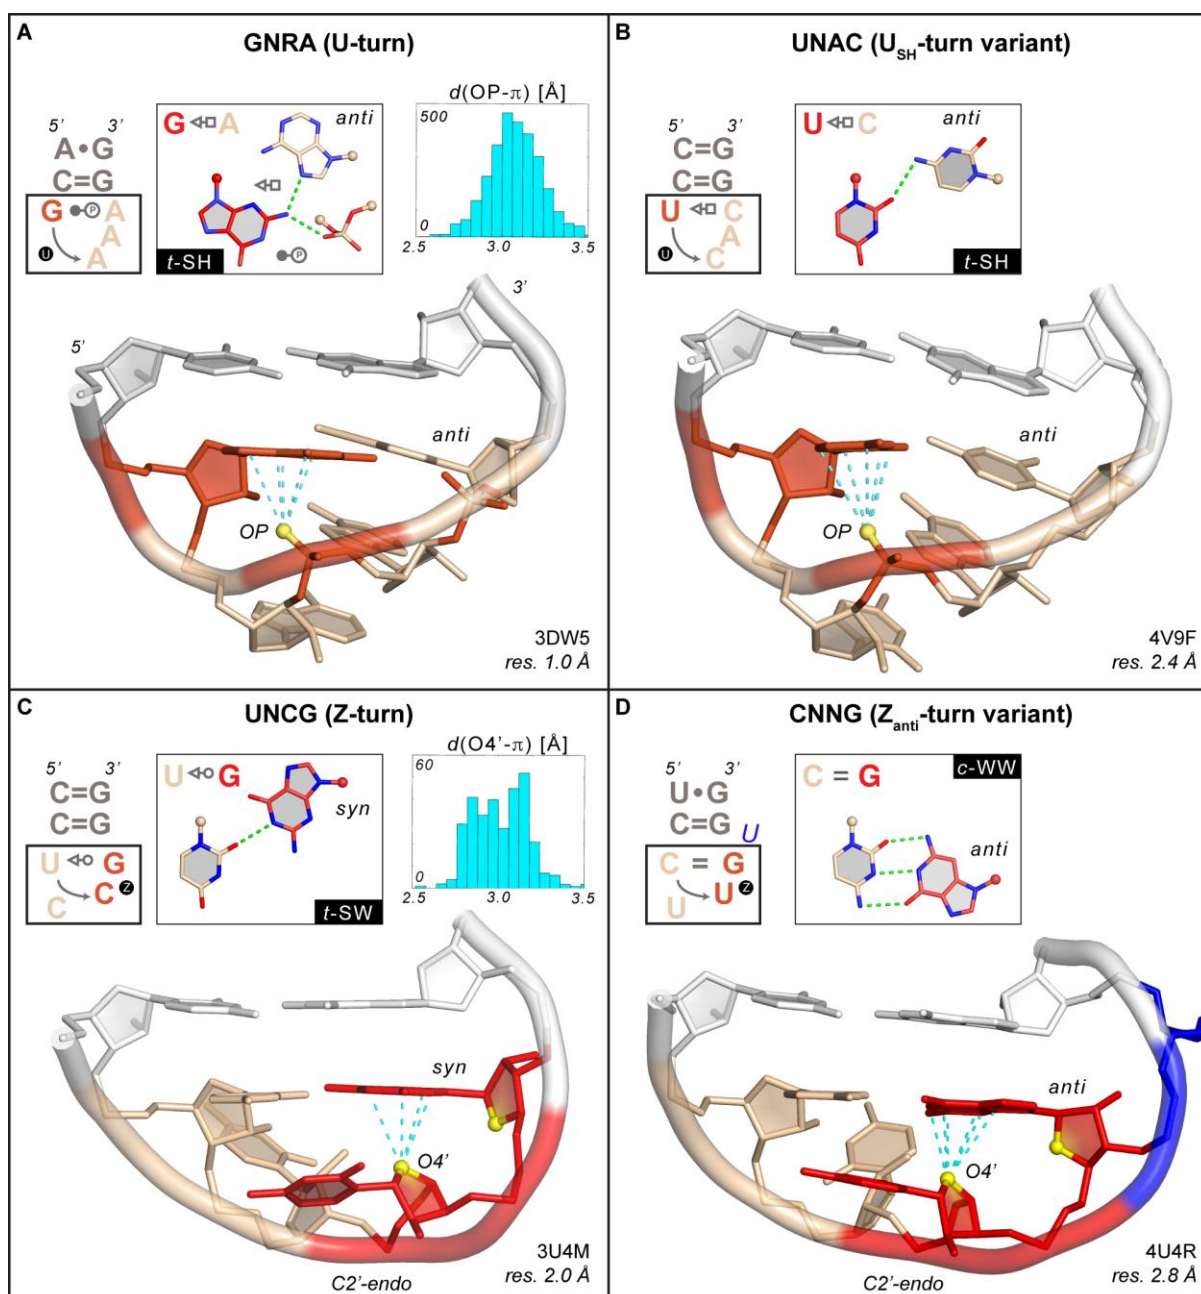 A
GNRA (U-turn)
5’ 3’
A•G
C=G
G P A
A
U A
G A
anti
P
t-SH
d(OP-π) [Å]
500
0
2.5 3.0 3.5
3’
5’
anti
OP
3DW5
res. 1.0 Å
B
UNAC (USH-turn variant)
5’ 3’
C=G
C=G
U C
A
U C
U C
anti
t-SH
anti
OP
4V9F
res. 2.4 Å
C
UNCG (Z-turn)
5’ 3’
C=G
C=G
U G
C C Z
U G
syn
t-SW
d(O4’-π) [Å]
60
0
2.5 3.0 3.5
syn
O4’
C2’-endo
3U4M
res. 2.0 Å
D
CNNG (Zanti-turn variant)
5’ 3’
U•G
C=G
U
C = G
U U Z
C = G
c-WW
anti
anti
O4’
C2’-endo
4U4R
res. 2.8 Å